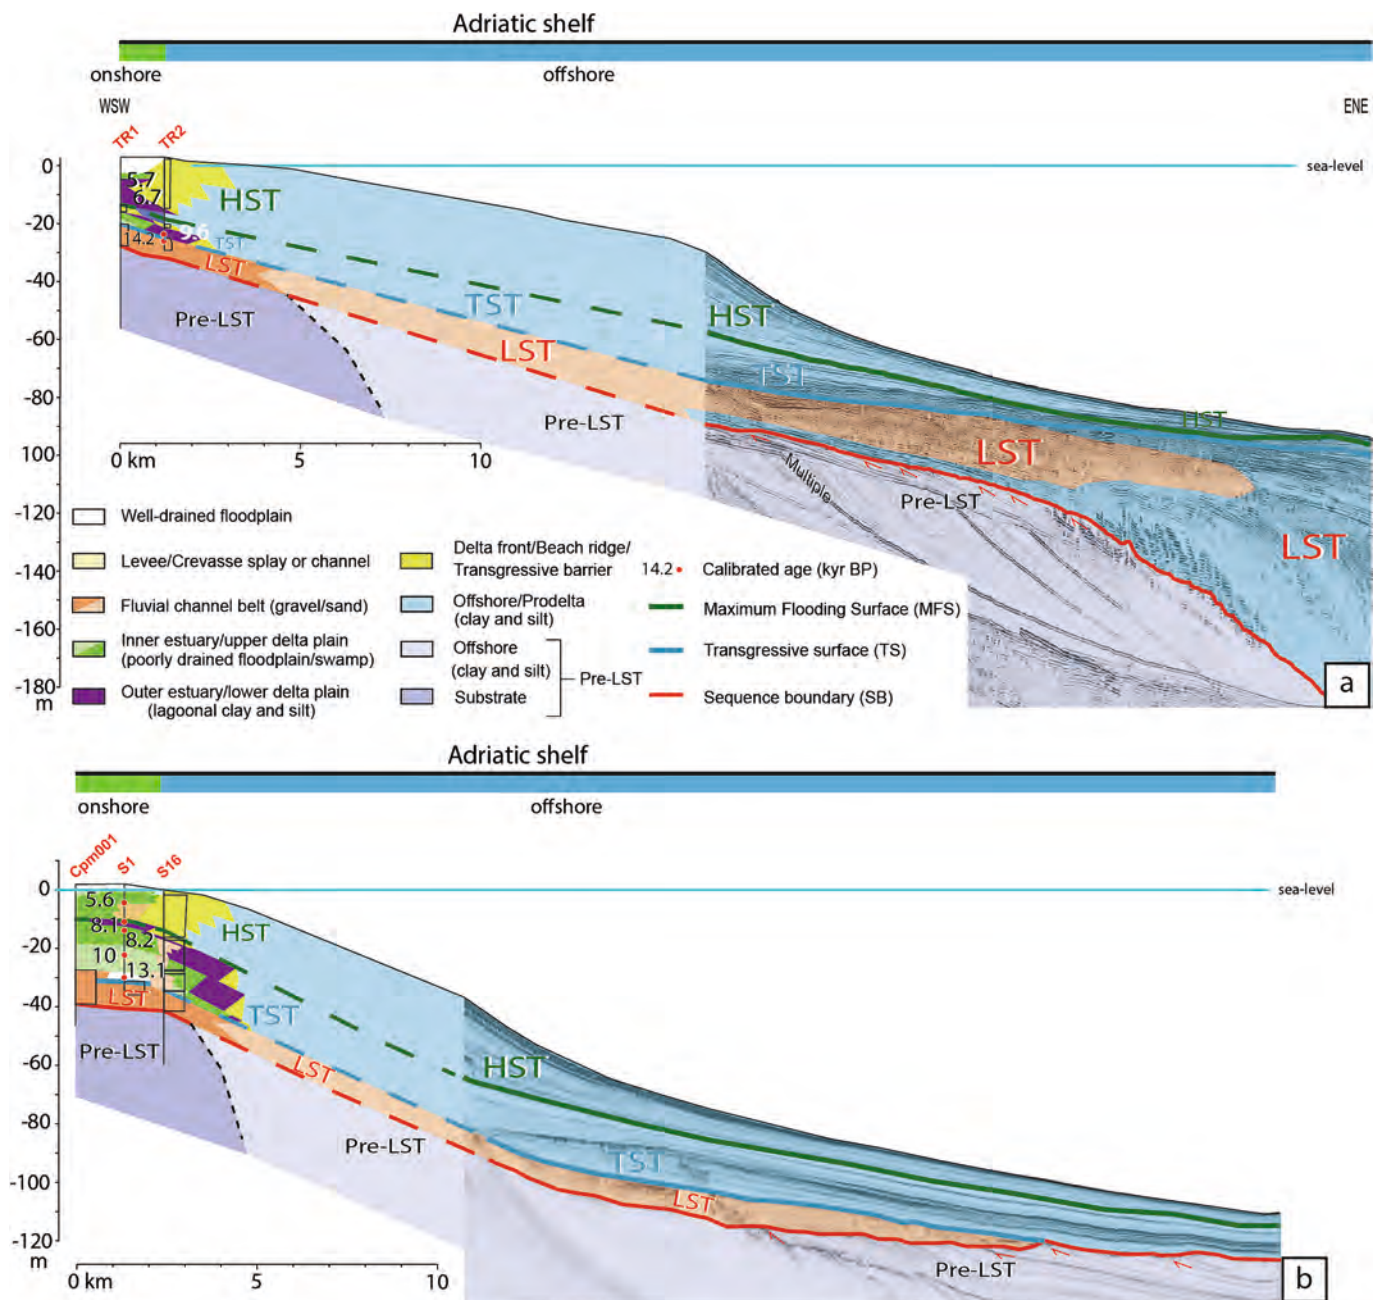 Adriatic shelf
onshore
offshore
WSW
ENE
TR1
TR2
0
sea-level
5.7
6.7
HST
-20
9.6
14.2
TST
LST
-40
Pre-LST
TST
HST
-60
LST
TST
-80
HST
Pre-LST
LST
100
Multiple
Pre-LST
0 km
5
10
-120
LST
-140
-160
-180
m
Well-drained floodplain
Levee/Crevasse splay or channel
Fluvial channel belt (gravel/sand)
Inner estuary/upper delta plain
(poorly drained floodplain/swamp)
Outer estuary/lower delta plain
(lagoonal clay and silt)
Delta front/Beach ridge/
Transgressive barrier
Offshore/Prodelta
(clay and silt)
Offshore
(clay and silt)
Substrate
Pre-LST
14.2
Calibrated age (kyr BP)
Maximum Flooding Surface (MFS)
Transgressive surface (TS)
Sequence boundary (SB)
a
Adriatic shelf
onshore
offshore
Cpm001
S1
S16
0
sea-level
5.6
8.1
8.2
HST
-20
10
13.1
LST
-40
TST
Pre-LST
LST
-60
HST
-80
Pre-LST
TST
-100
LST
-120
Pre-LST
m
0 km
5
10
b